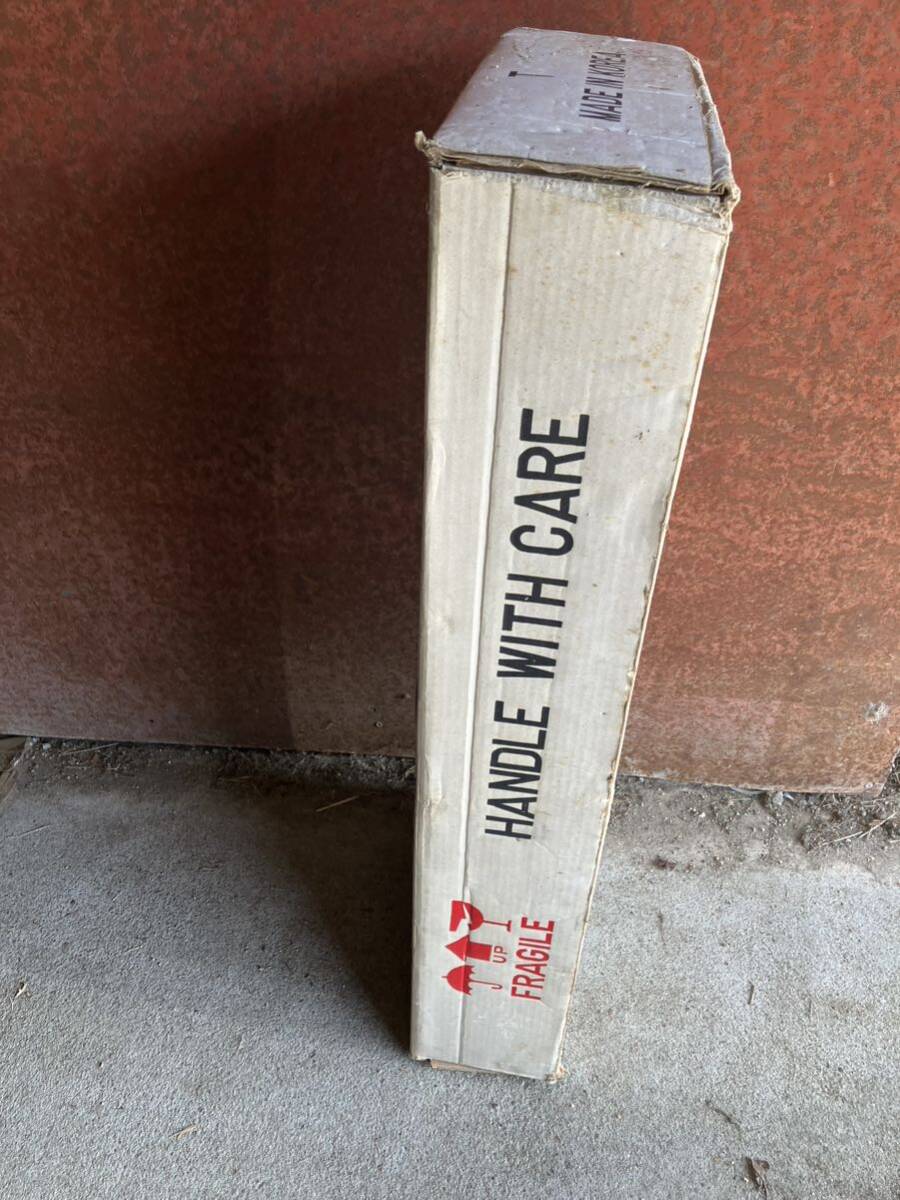 MADE IN KOREA
HANDLE WITH CARE
UP
FRAGILE